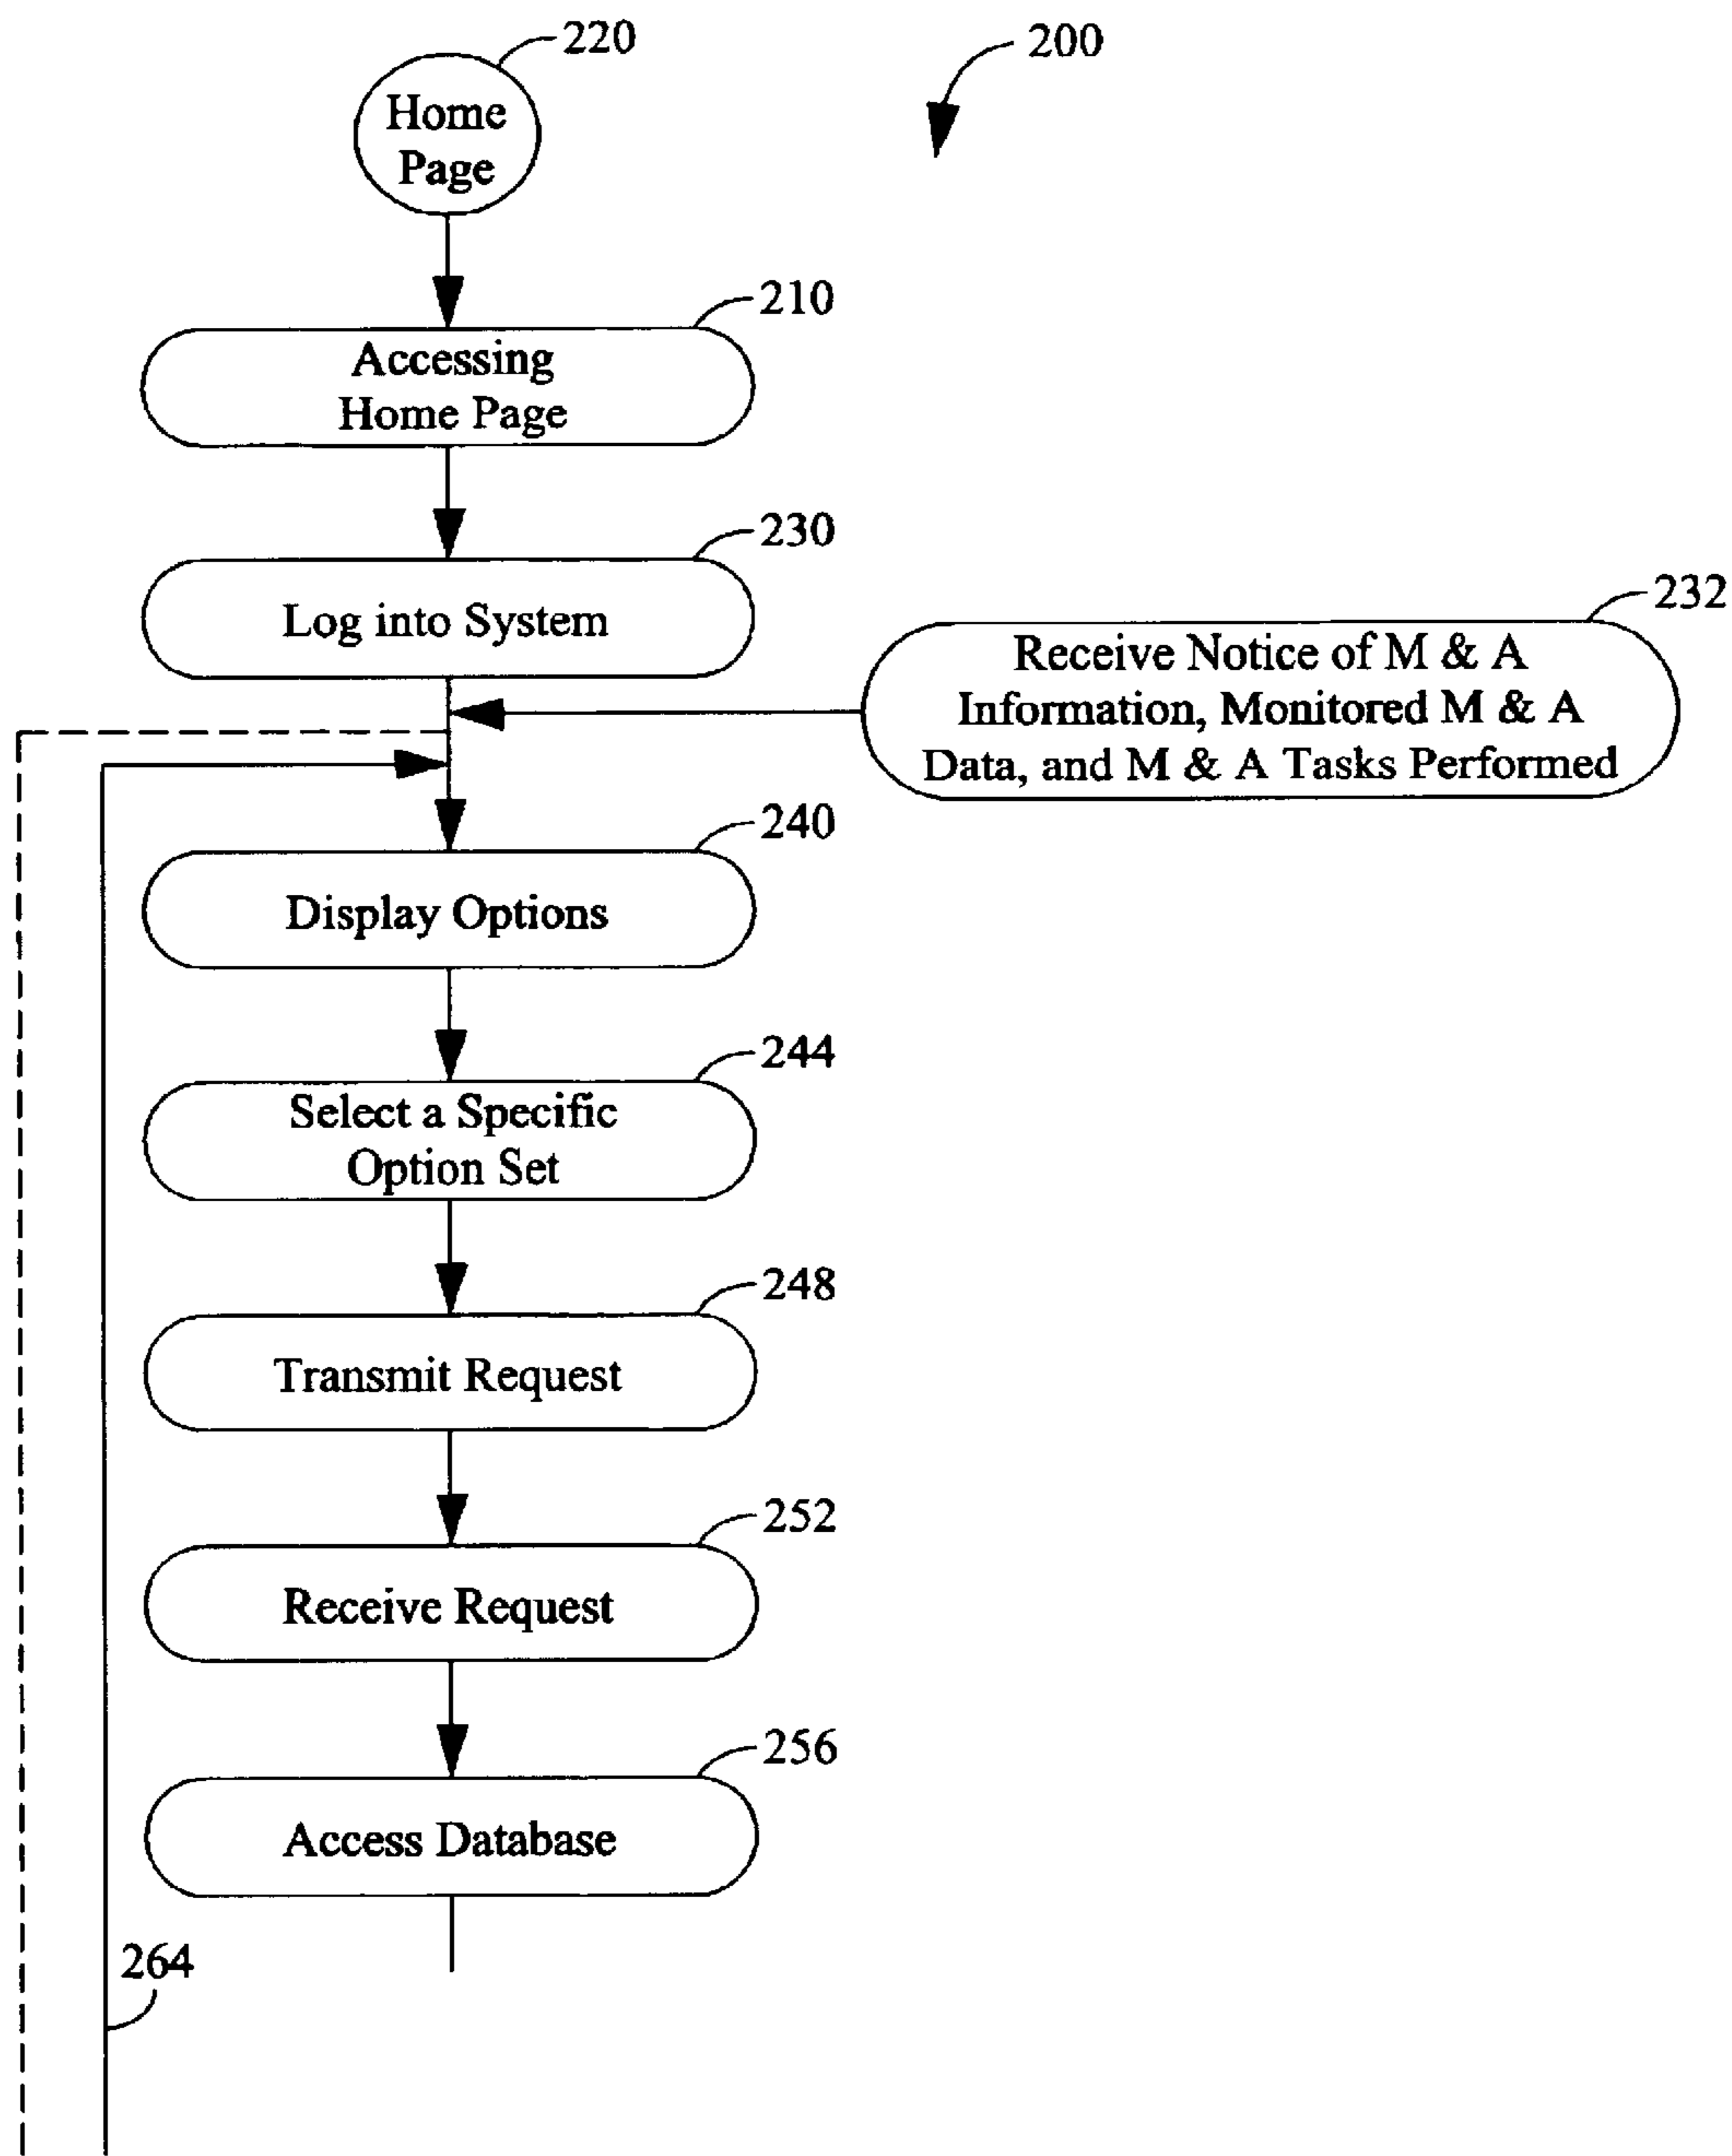 220
200
Home
Page
210
Accessing
Home Page
230
Log into System
232
Receive Notice of M & A
Information, Monitored M & A
Data, and M & A Tasks Performed
240
Display Options
244
Select a Specific
Option Set
248
Transmit Request
252
Receive Request
256
Access Database
264